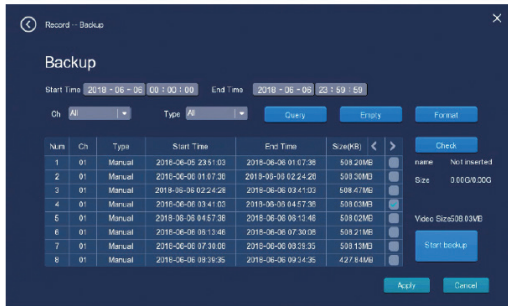 Record -- Backup
Backup
Start Time 2018 - 06 - 06 00 : 00 : 00 End Time 2018 - 06 - 06 23 : 59 : 59
Ch All Type All Query Empty Format
Num Ch Type Start Time End Time Size(KB) < > Check
1 01 Manual 2018-06-05 23:51:03 2018-06-06 01:07:38 508.20MB name Not inserted
2 01 Manual 2018-06-06 01:07:38 2018-06-06 02:24:28 508.30MB Size 0.00G/0.00G
3 01 Manual 2018-06-06 02:24:28 2018-06-06 03:41:03 508.47MB
4 01 Manual 2018-06-06 03:41:03 2018-06-06 04:57:38 508.03MB
5 01 Manual 2018-06-06 04:57:38 2018-06-06 06:13:48 508.02MB Video Size508.03MB
6 01 Manual 2018-06-06 06:13:48 2018-06-06 07:30:08 508.21MB
7 01 Manual 2018-06-06 07:30:08 2018-06-06 08:39:35 508.13MB Start backup
8 01 Manual 2018-06-06 08:39:35 2018-06-06 09:34:35 427.84MB
Apply Cancel